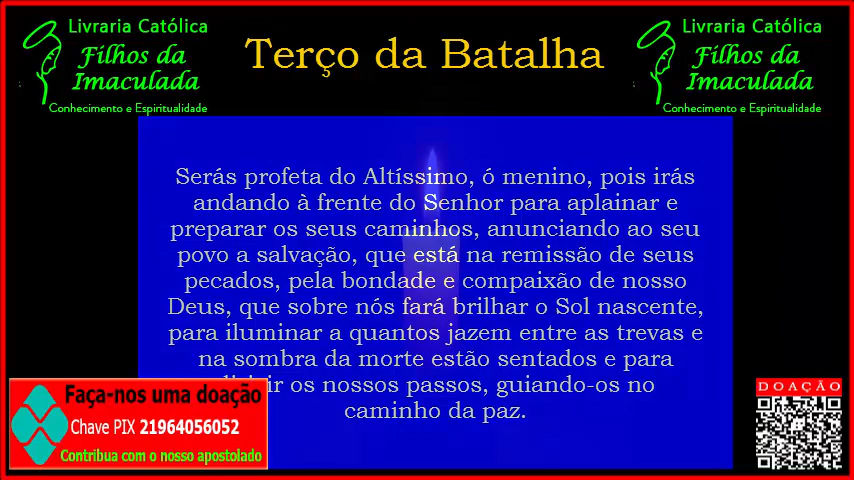 Livraria Católica
Filhos da
Imaculada
Conhecimento e Espiritualidade
Terço da Batalha
Livraria Católica
Filhos da
Imaculada
Conhecimento e Espiritualidade
Serás profeta do Altíssimo, ó menino, pois irás
andando à frente do Senhor para aplainar e
preparar os seus caminhos, anunciando ao seu
povo a salvação, que está na remissão de seus
pecados, pela bondade e compaixão de nosso
Deus, que sobre nós fará brilhar o Sol nascente,
para iluminar a quantos jazem entre as trevas e
na sombra da morte estão sentados e para
os nossos passos, guiando-os no
caminho da paz.
Faça-nos uma doação
Chave PIX 21964056052
Contribua com o nosso apostolado
DOAÇÃO